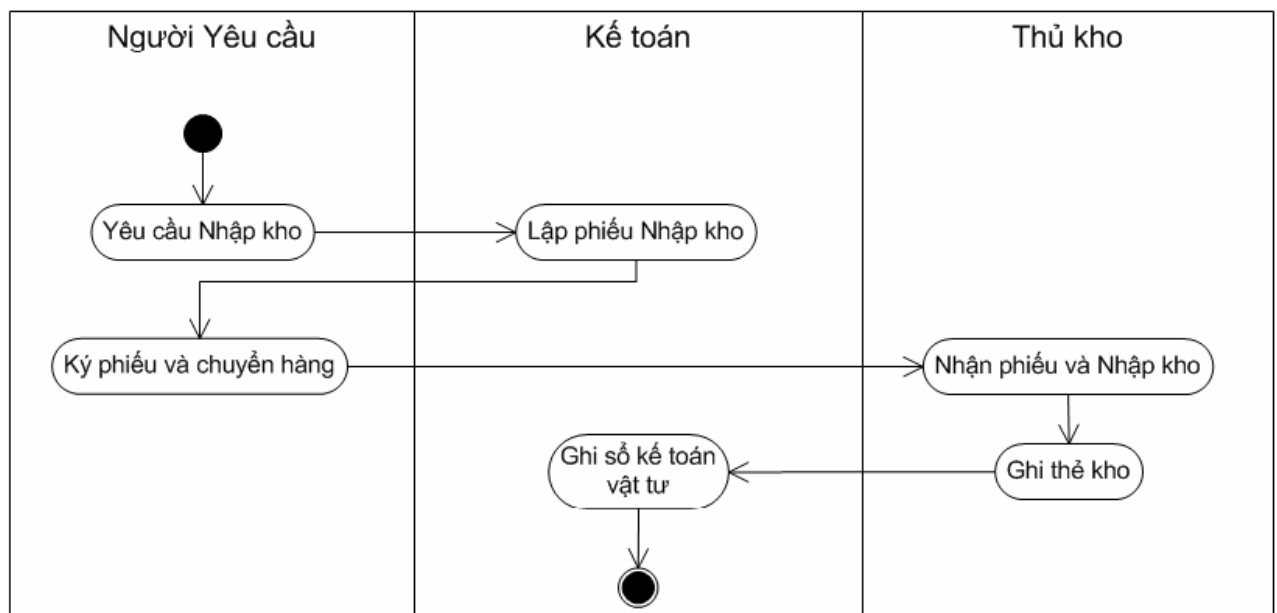 Người Yêu cầu
Kế toán
Thủ kho
Yêu cầu Nhập kho
Lập phiếu Nhập kho
Ký phiếu và chuyển hàng
Nhận phiếu và Nhập kho
Ghi sổ kế toán
vật tư
Ghi thẻ kho